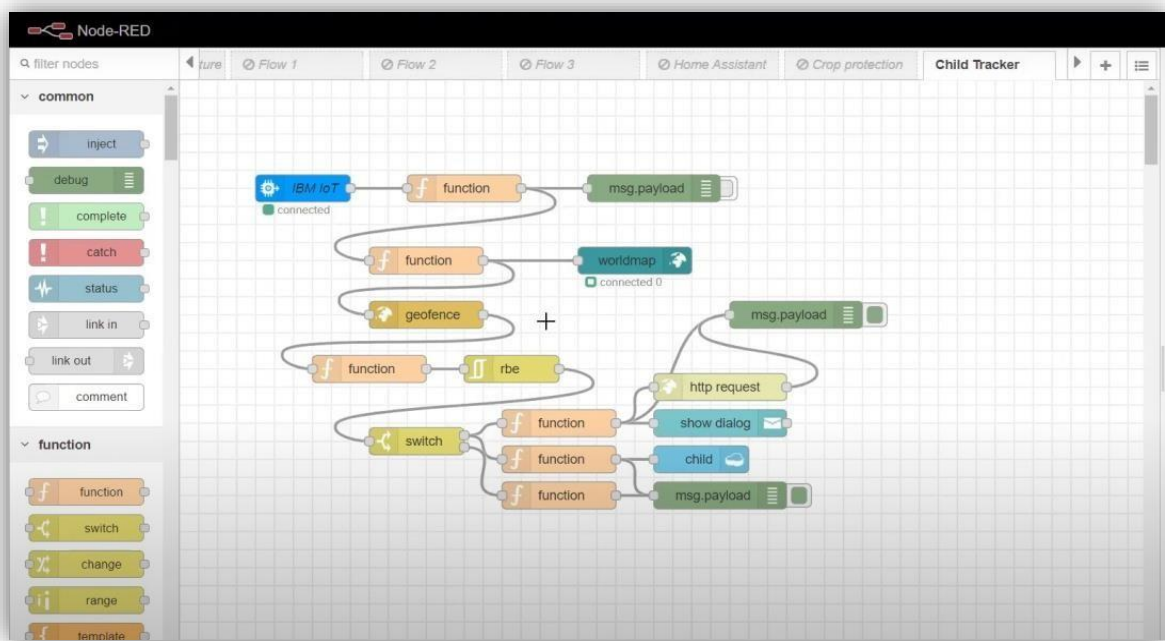 Node-RED
filter nodes
ture
Flow 1
Flow 2
Flow 3
Home Assistant
Crop protection
Child Tracker
common
inject
debug
complete
catch
status
link in
link out
comment
function
function
switch
change
range
template
IBM IoT
connected
function
msg.payload
function
worldmap
connected 0
geofence
msg.payload
function
rbe
http request
switch
function
show dialog
function
child
function
msg.payload